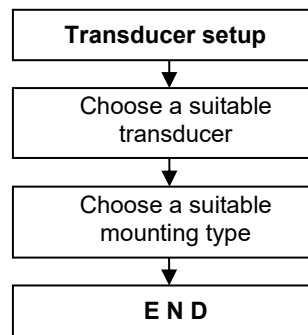 Transducer setup
Choose a suitable
transducer
Choose a suitable
mounting type
E N D